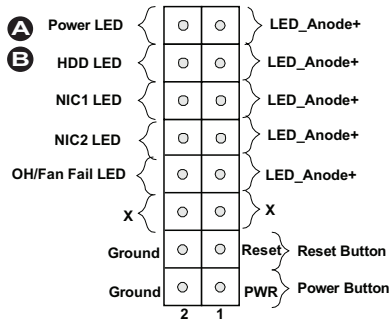 A Power LED LED_Anode+
B HDD LED LED_Anode+
NIC1 LED LED_Anode+
NIC2 LED LED_Anode+
OH/Fan Fail LED LED_Anode+
X X
Ground Reset Reset Button
Ground PWR Power Button
2 1